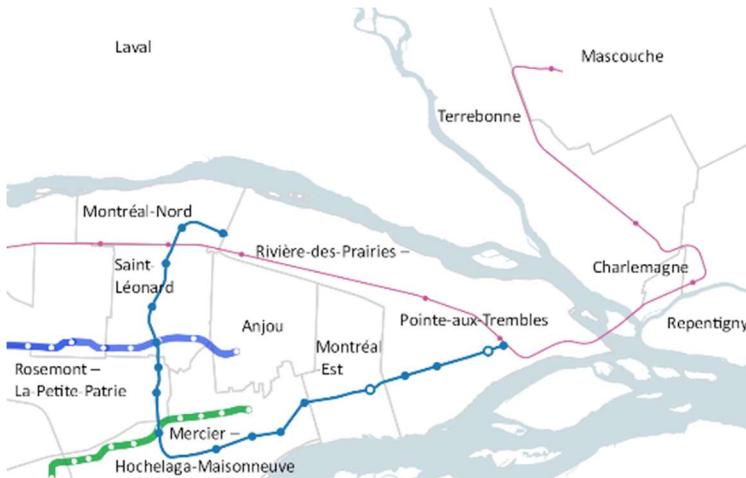 Laval
Mascouche
Terrebonne
Montréal-Nord
Rivière-des-Prairies –
Saint-
Léonard
Charlemagne
Pointe-aux-Trembles
Repentigny
Anjou
Montréal
-Est
Rosemont –
La-Petite-Patrie
Mercier –
Hochelaga-Maisonneuve